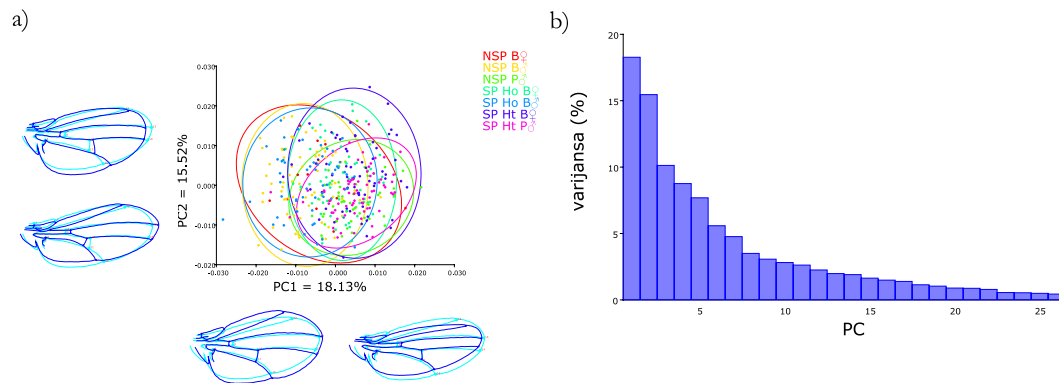 a)
b)
NSP B♀
NSP B♂
NSP P♂
SP Ho B♀
SP Ho B♂
SP Ht B♀
SP Ht P♂
0.030
0.020
0.010
0.000
-0.010
-0.020
PC2 = 15.52%
-0.030 -0.020 -0.010 0.000 0.010 0.020 0.030
PC1 = 18.13%
20
15
10
5
0
varijansa (%)
5 10 15 20 25
PC